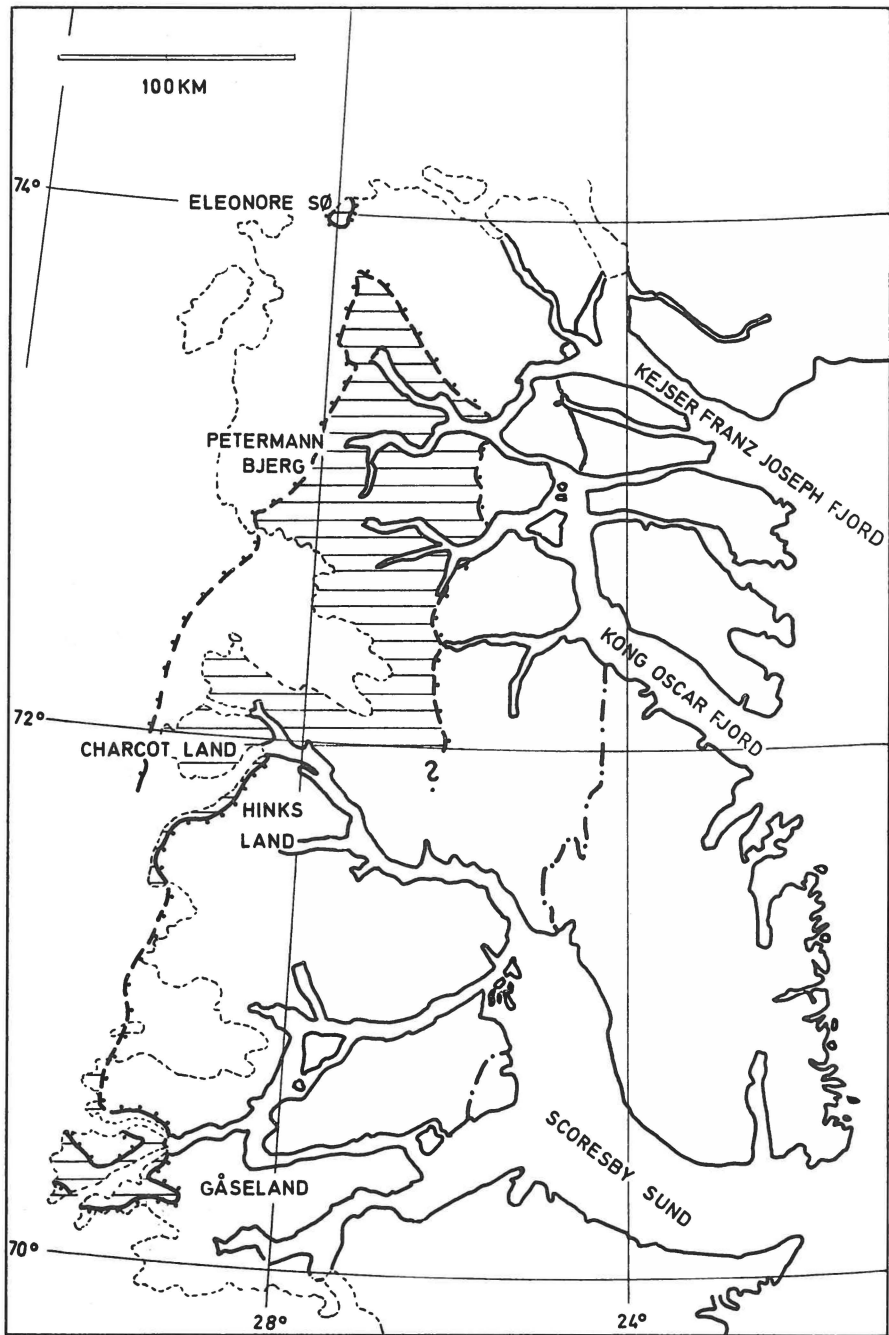 100 KM
74°
ELEONORE SØ
KEJSER FRANZ JOSEPH FJORD
PETERMANN
BJERG
KONG OSCAR FJORD
72°
CHARCOT LAND
?
HINKS
LAND
SCORESBY SUND
GÅSELAND
70°
28°
24°